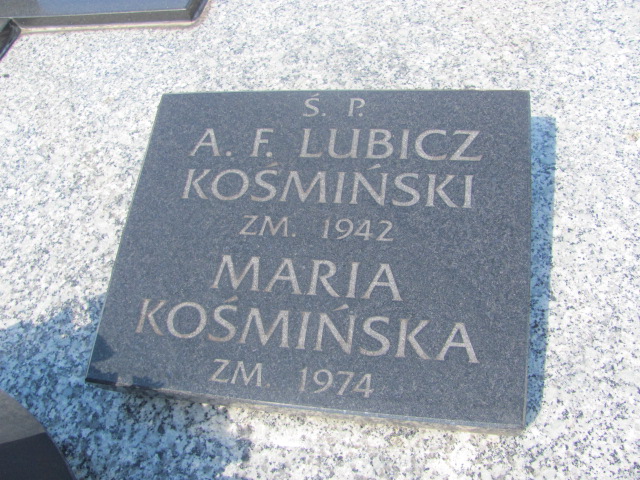 Ś. P.
A. F. LUBICZ
KOŚMIŃSKI
ZM. 1942
MARIA
KOŚMIŃSKA
ZM. 1974